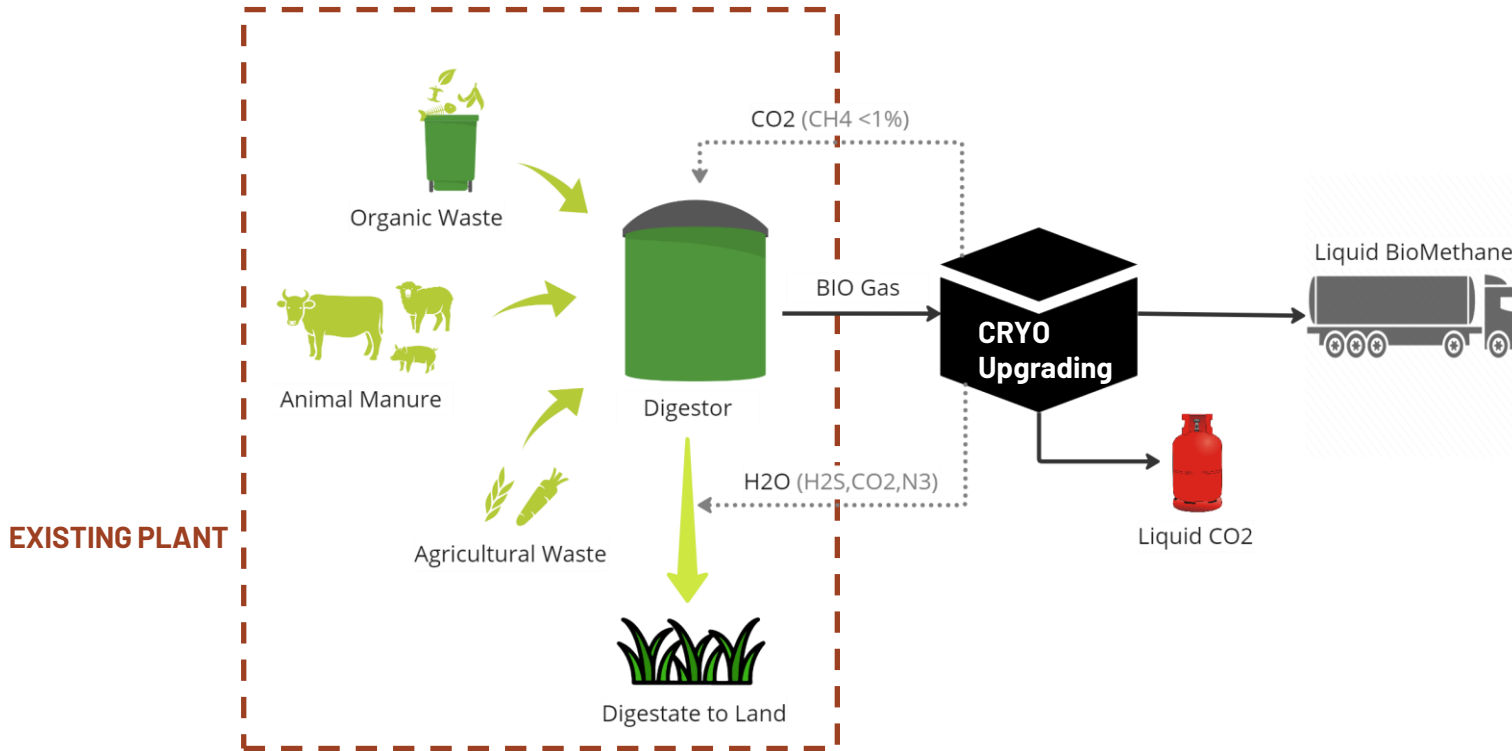 CO2 (CH4 <1%)
Organic Waste
Liquid BioMethane
BIO Gas
CRYO
Upgrading
Animal Manure
Digestor
H2O (H2S,CO2,N3)
EXISTING PLANT
Agricultural Waste
Liquid CO2
Digestate to Land